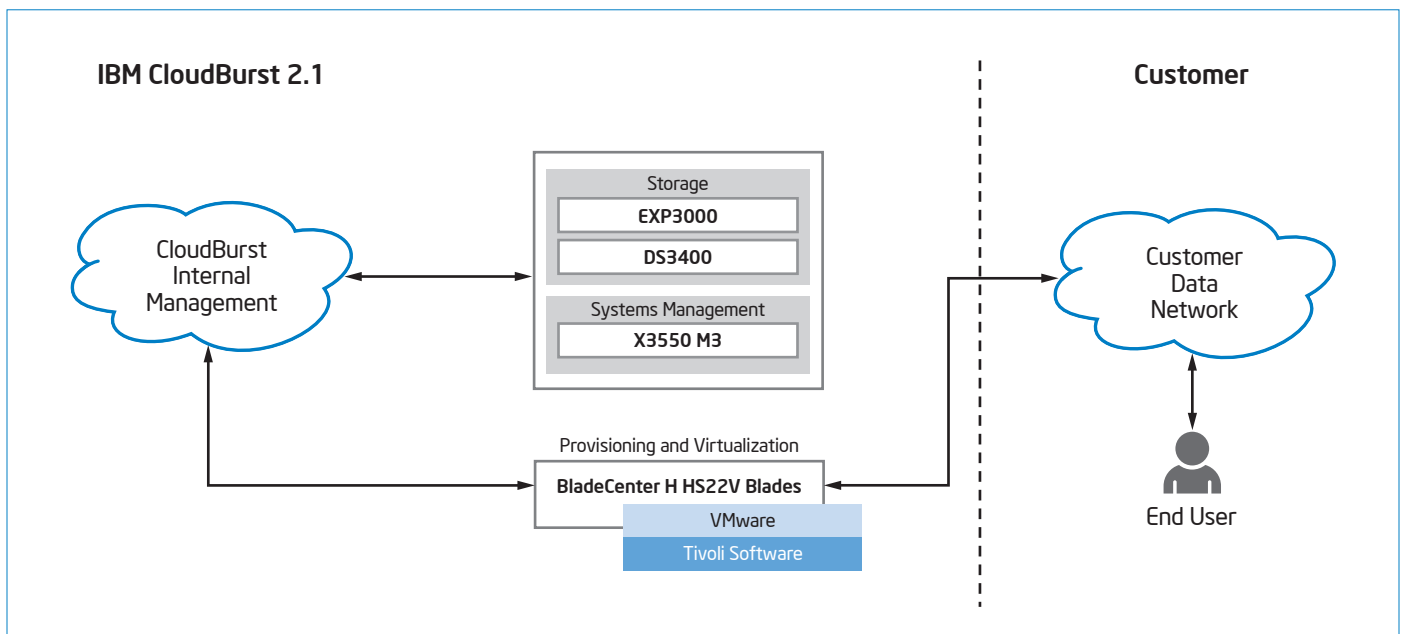 IBM CloudBurst 2.1
Customer
Storage
EXP3000
DS3400
Systems Management
X3550 M3
CloudBurst
Internal
Management
Customer
Data
Network
Provisioning and Virtualization
BladeCenter H HS22V Blades
VMware
Tivoli Software
End User